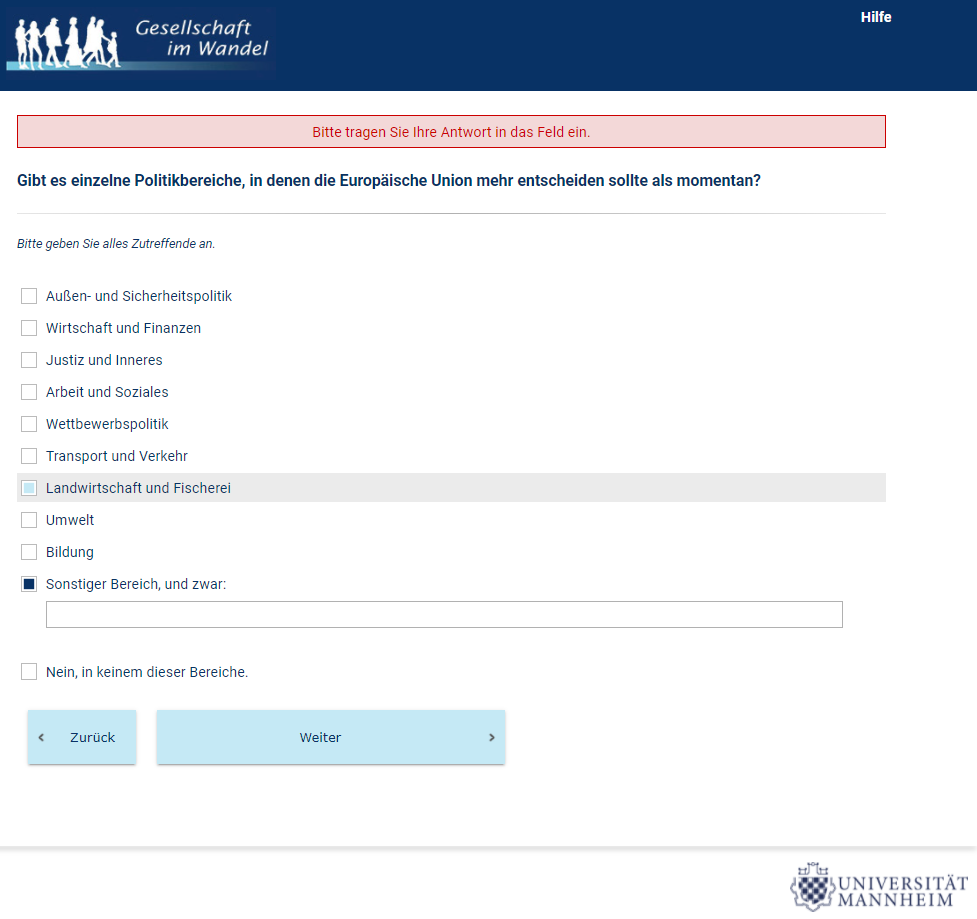 Gesellschaft
im Wandel
Hilfe
Bitte tragen Sie Ihre Antwort in das Feld ein.
Gibt es einzelne Politikbereiche, in denen die Europäische Union mehr entscheiden sollte als momentan?
Bitte geben Sie alles Zutreffende an.
Außen- und Sicherheitspolitik
Wirtschaft und Finanzen
Justiz und Inneres
Arbeit und Soziales
Wettbewerbspolitik
Transport und Verkehr
Landwirtschaft und Fischerei
Umwelt
Bildung
Sonstiger Bereich, und zwar:
Nein, in keinem dieser Bereiche.
‹ Zurück
Weiter ›
UNIVERSITÄT
MANNHEIM